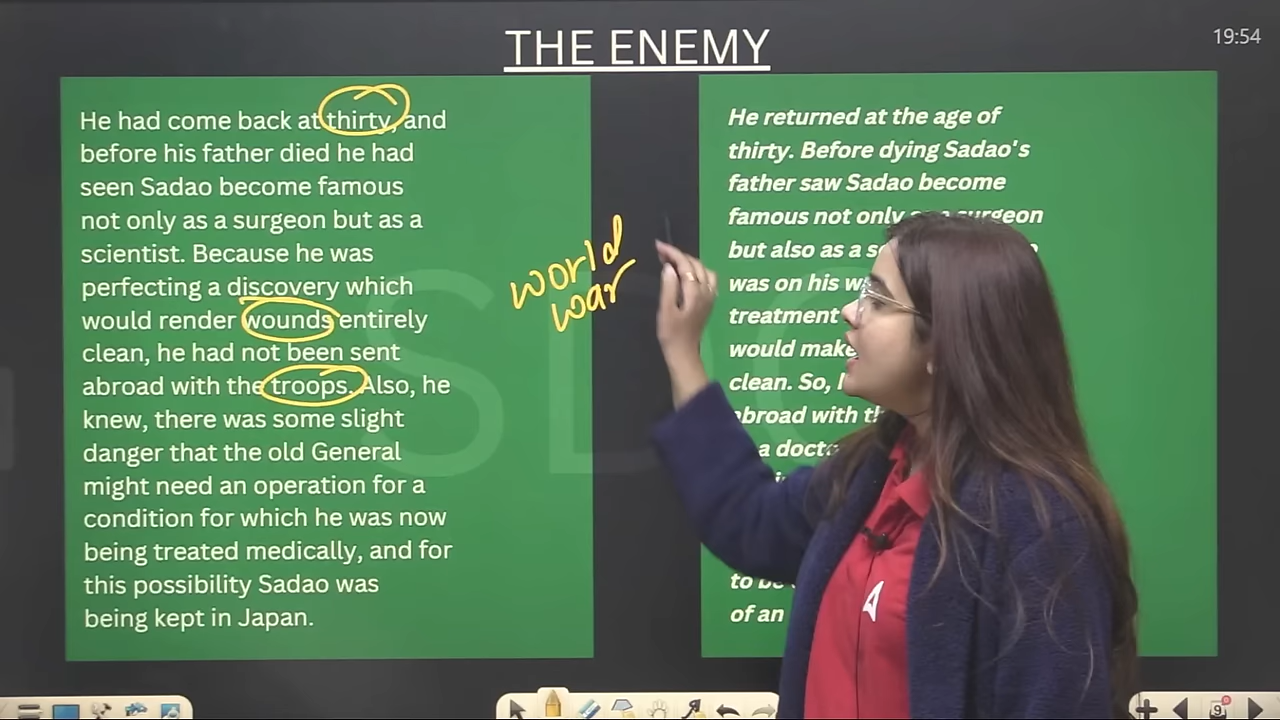 THE ENEMY
19:54
He had come back at thirty, and
before his father died he had
seen Sadao become famous
not only as a surgeon but as a
scientist. Because he was
perfecting a discovery which
would render wounds entirely
clean, he had not been sent
abroad with the troops. Also, he
knew, there was some slight
danger that the old General
might need an operation for a
condition for which he was now
being treated medically, and for
this possibility Sadao was
being kept in Japan.
world
war
He returned at the age of
thirty. Before dying Sadao's
father saw Sadao become
famous not only surgeon
but also as a
was on his
treatment
would make
clean. So,
abroad with
a
to be
of an